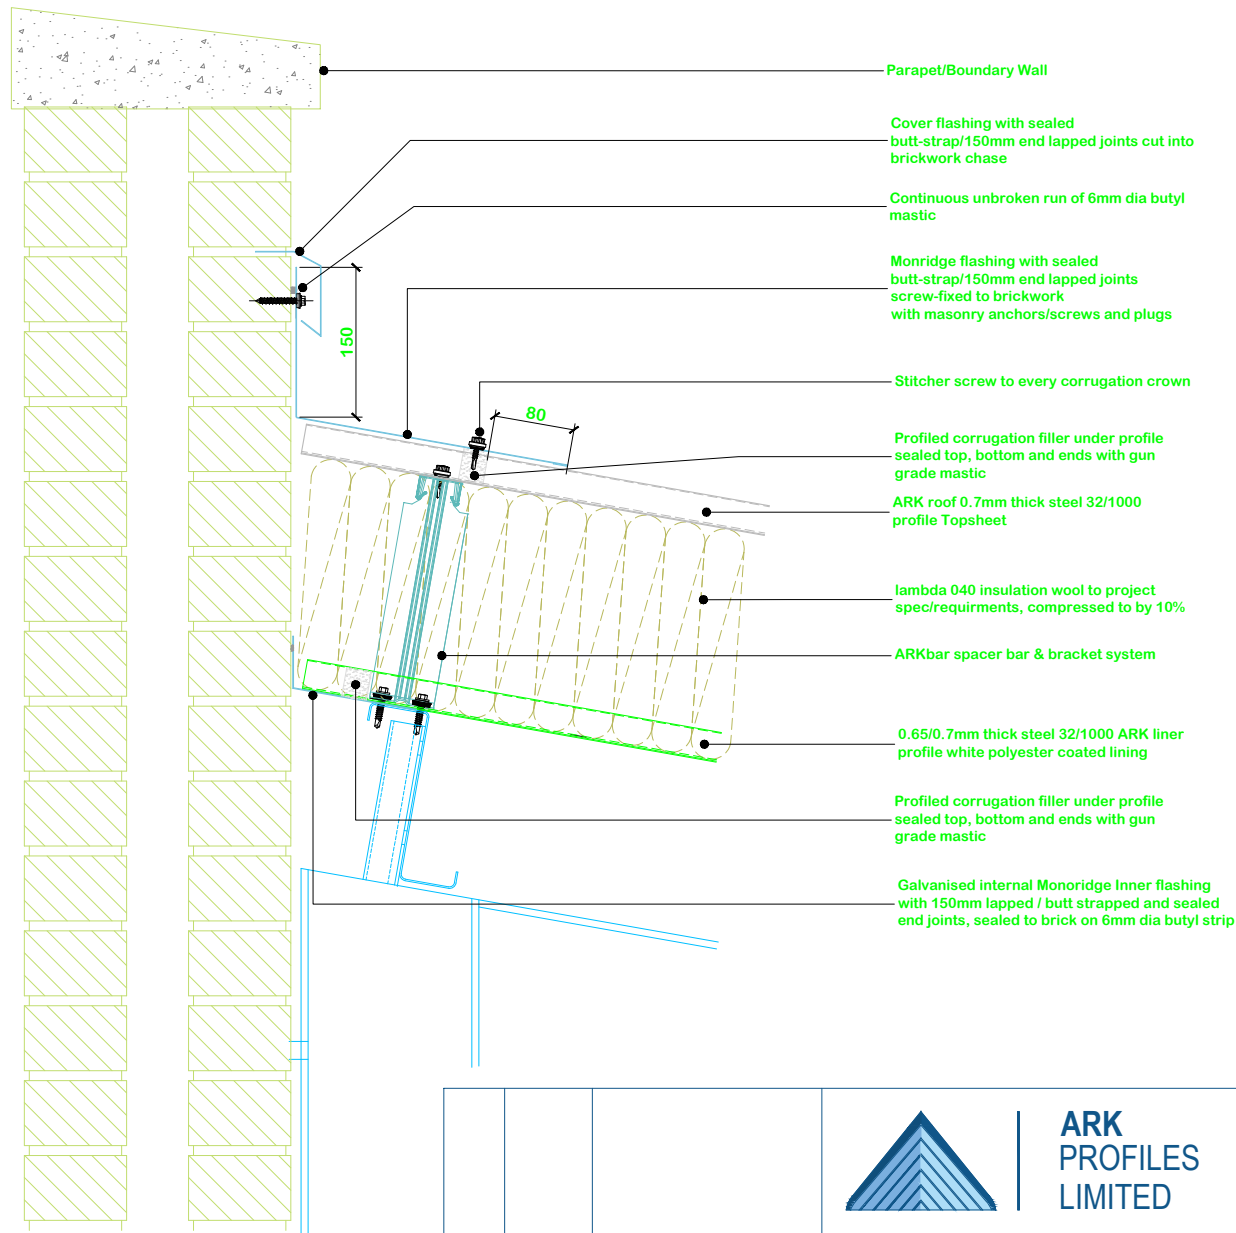 Parapet/Boundary Wall
Cover flashing with sealed
butt-strap/150mm end lapped joints cut into
brickwork chase
Continuous unbroken run of 6mm dia butyl
mastic
Monridge flashing with sealed
butt-strap/150mm end lapped joints
screw-fixed to brickwork
with masonry anchors/screws and plugs
150
Stitcher screw to every corrugation crown
80
Profiled corrugation filler under profile
sealed top, bottom and ends with gun
grade mastic
ARK roof 0.7mm thick steel 32/1000
profile Topsheet
lambda 040 insulation wool to project
spec/requirments, compressed to by 10%
ARKbar spacer bar & bracket system
0.65/0.7mm thick steel 32/1000 ARK liner
profile white polyester coated lining
Profiled corrugation filler under profile
sealed top, bottom and ends with gun
grade mastic
Galvanised internal Monoridge Inner flashing
with 150mm lapped / butt strapped and sealed
end joints, sealed to brick on 6mm dia butyl strip
ARK
PROFILES
LIMITED